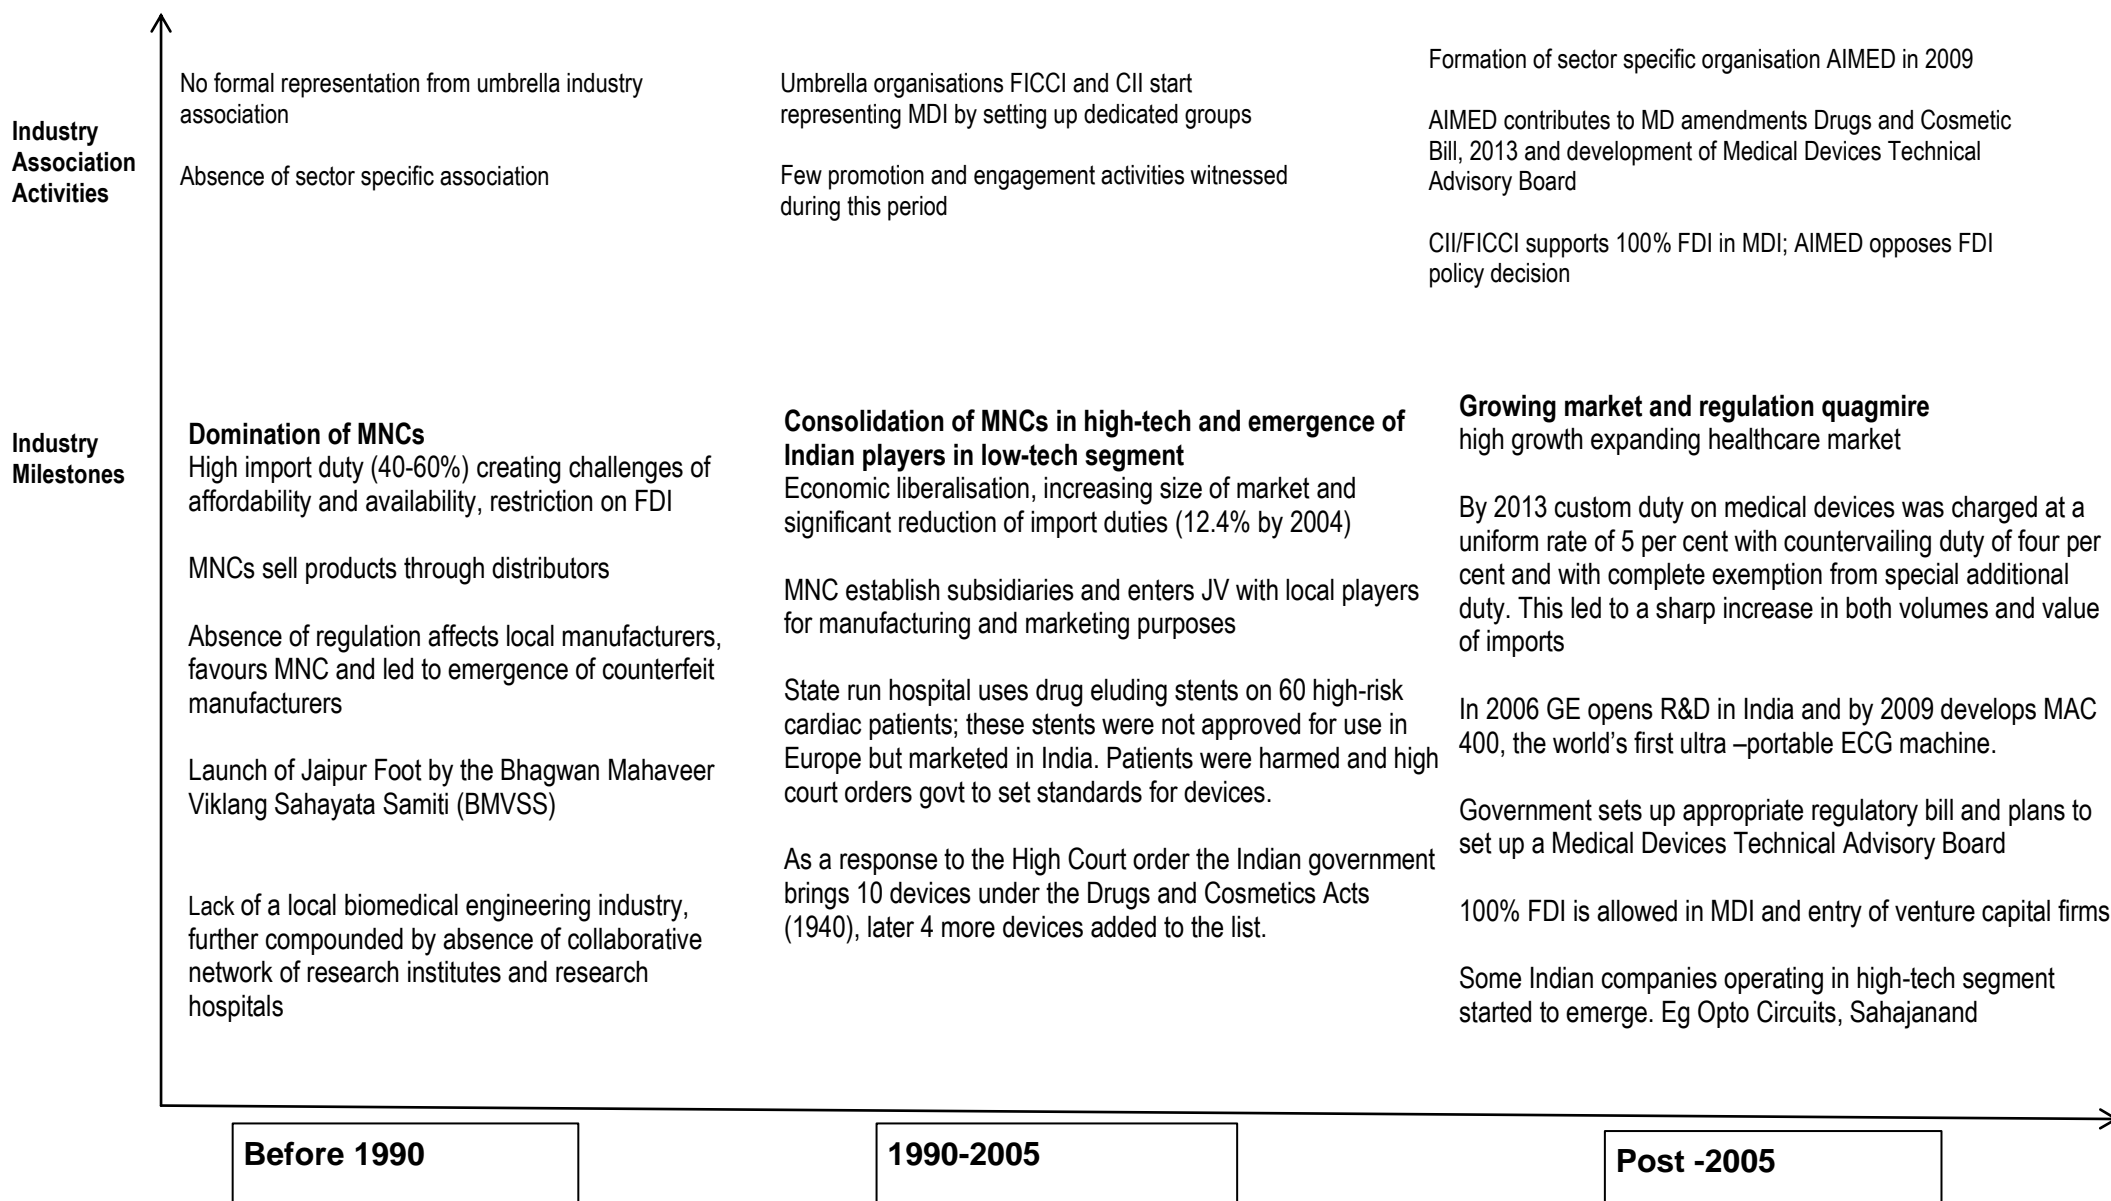 Industry
Association
Activities
No formal representation from umbrella industry
association
Absence of sector specific association
Umbrella organisations FICCI and CII start
representing MDI by setting up dedicated groups
Few promotion and engagement activities witnessed
during this period
Formation of sector specific organisation AIMED in 2009
AIMED contributes to MD amendments Drugs and Cosmetic
Bill, 2013 and development of Medical Devices Technical
Advisory Board
CII/FICCI supports 100% FDI in MDI; AIMED opposes FDI
policy decision
Industry
Milestones
Domination of MNCs
High import duty (40-60%) creating challenges of
affordability and availability, restriction on FDI
MNCs sell products through distributors
Absence of regulation affects local manufacturers,
favours MNC and led to emergence of counterfeit
manufacturers
Launch of Jaipur Foot by the Bhagwan Mahaveer
Viklang Sahayata Samiti (BMVSS)
Lack of a local biomedical engineering industry,
further compounded by absence of collaborative
network of research institutes and research
hospitals
Consolidation of MNCs in high-tech and emergence of
Indian players in low-tech segment
Economic liberalisation, increasing size of market and
significant reduction of import duties (12.4% by 2004)
MNC establish subsidiaries and enters JV with local players
for manufacturing and marketing purposes
State run hospital uses drug eluding stents on 60 high-risk
cardiac patients; these stents were not approved for use in
Europe but marketed in India. Patients were harmed and high
court orders govt to set standards for devices.
As a response to the High Court order the Indian government
brings 10 devices under the Drugs and Cosmetics Acts
(1940), later 4 more devices added to the list.
Growing market and regulation quagmire
high growth expanding healthcare market
By 2013 custom duty on medical devices was charged at a
uniform rate of 5 per cent with countervailing duty of four per
cent and with complete exemption from special additional
duty. This led to a sharp increase in both volumes and value
of imports
In 2006 GE opens R&D in India and by 2009 develops MAC
400, the world's first ultra –portable ECG machine.
Government sets up appropriate regulatory bill and plans to
set up a Medical Devices Technical Advisory Board
100% FDI is allowed in MDI and entry of venture capital firms
Some Indian companies operating in high-tech segment
started to emerge. Eg Opto Circuits, Sahajanand
Before 1990
1990-2005
Post -2005